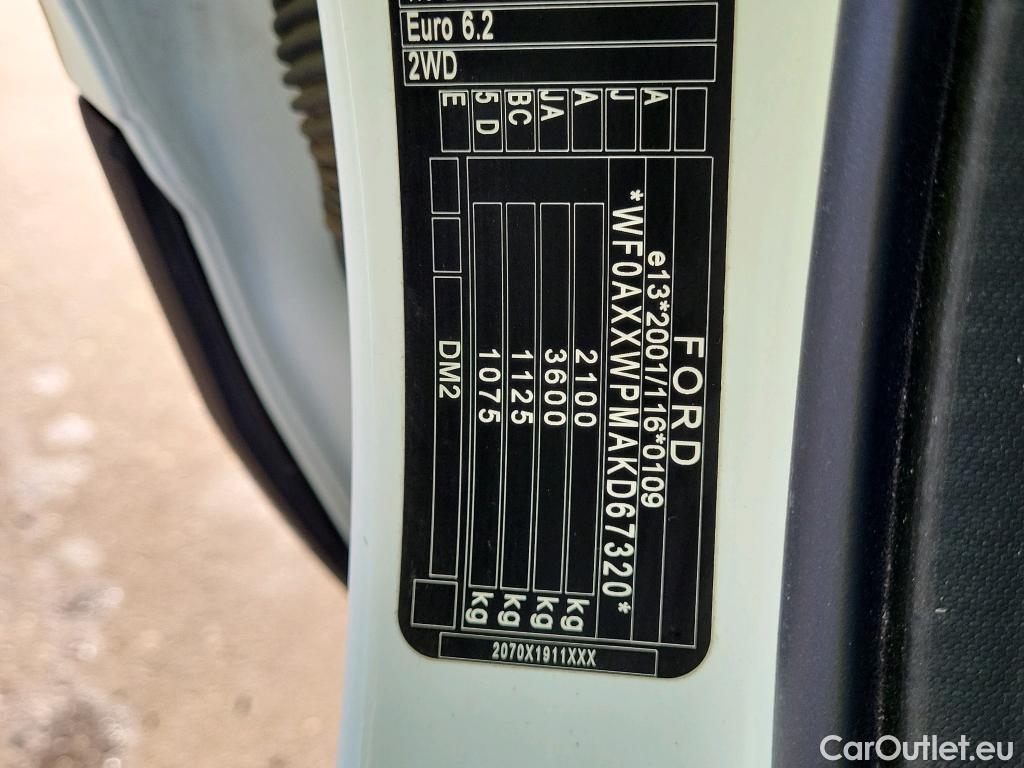 Euro 6.2
2WD
E
5 D
BC
JA
A
J
A
FORD
e13*2001/116*0109
*WF0AXXWPMAKD67320*
2100 kg
3600 kg
1125 kg
1075 kg
DM2
2070X1911XXX
CarOutlet.eu